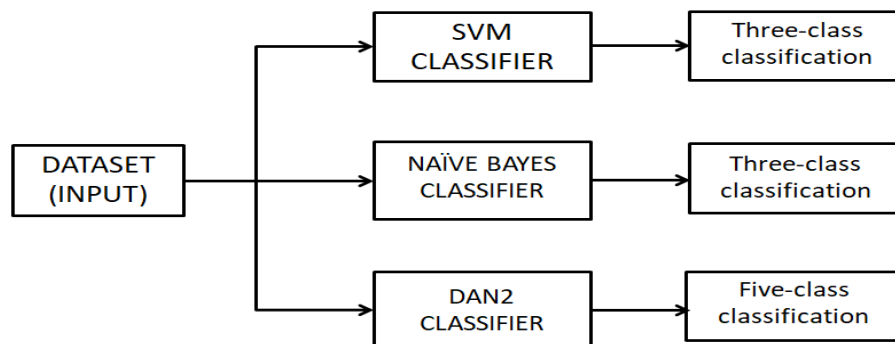 SVM
CLASSIFIER
Three-class
classification
DATASET
(INPUT)
NAÏVE BAYES
CLASSIFIER
Three-class
classification
DAN2
CLASSIFIER
Five-class
classification